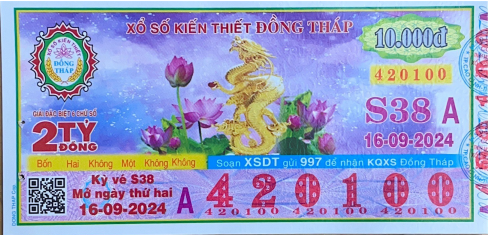 XỔ SỐ KIẾN THIẾT ĐỒNG THÁP
10.000đ
XỔ SỐ KIẾN THIẾT
ĐỒNG THÁP
420100
GIẢI ĐẶC BIỆT 6 CHỮ SỐ
2TỶ
ĐỒNG
S38 A
16-09-2024
Bốn Hai Không Một Không Không
Soạn XSDT gửi 997 để nhận KQXS Đồng Tháp
Kỳ vé S38
Mở ngày thứ hai
16-09-2024
A 420100
420100 420100 420100